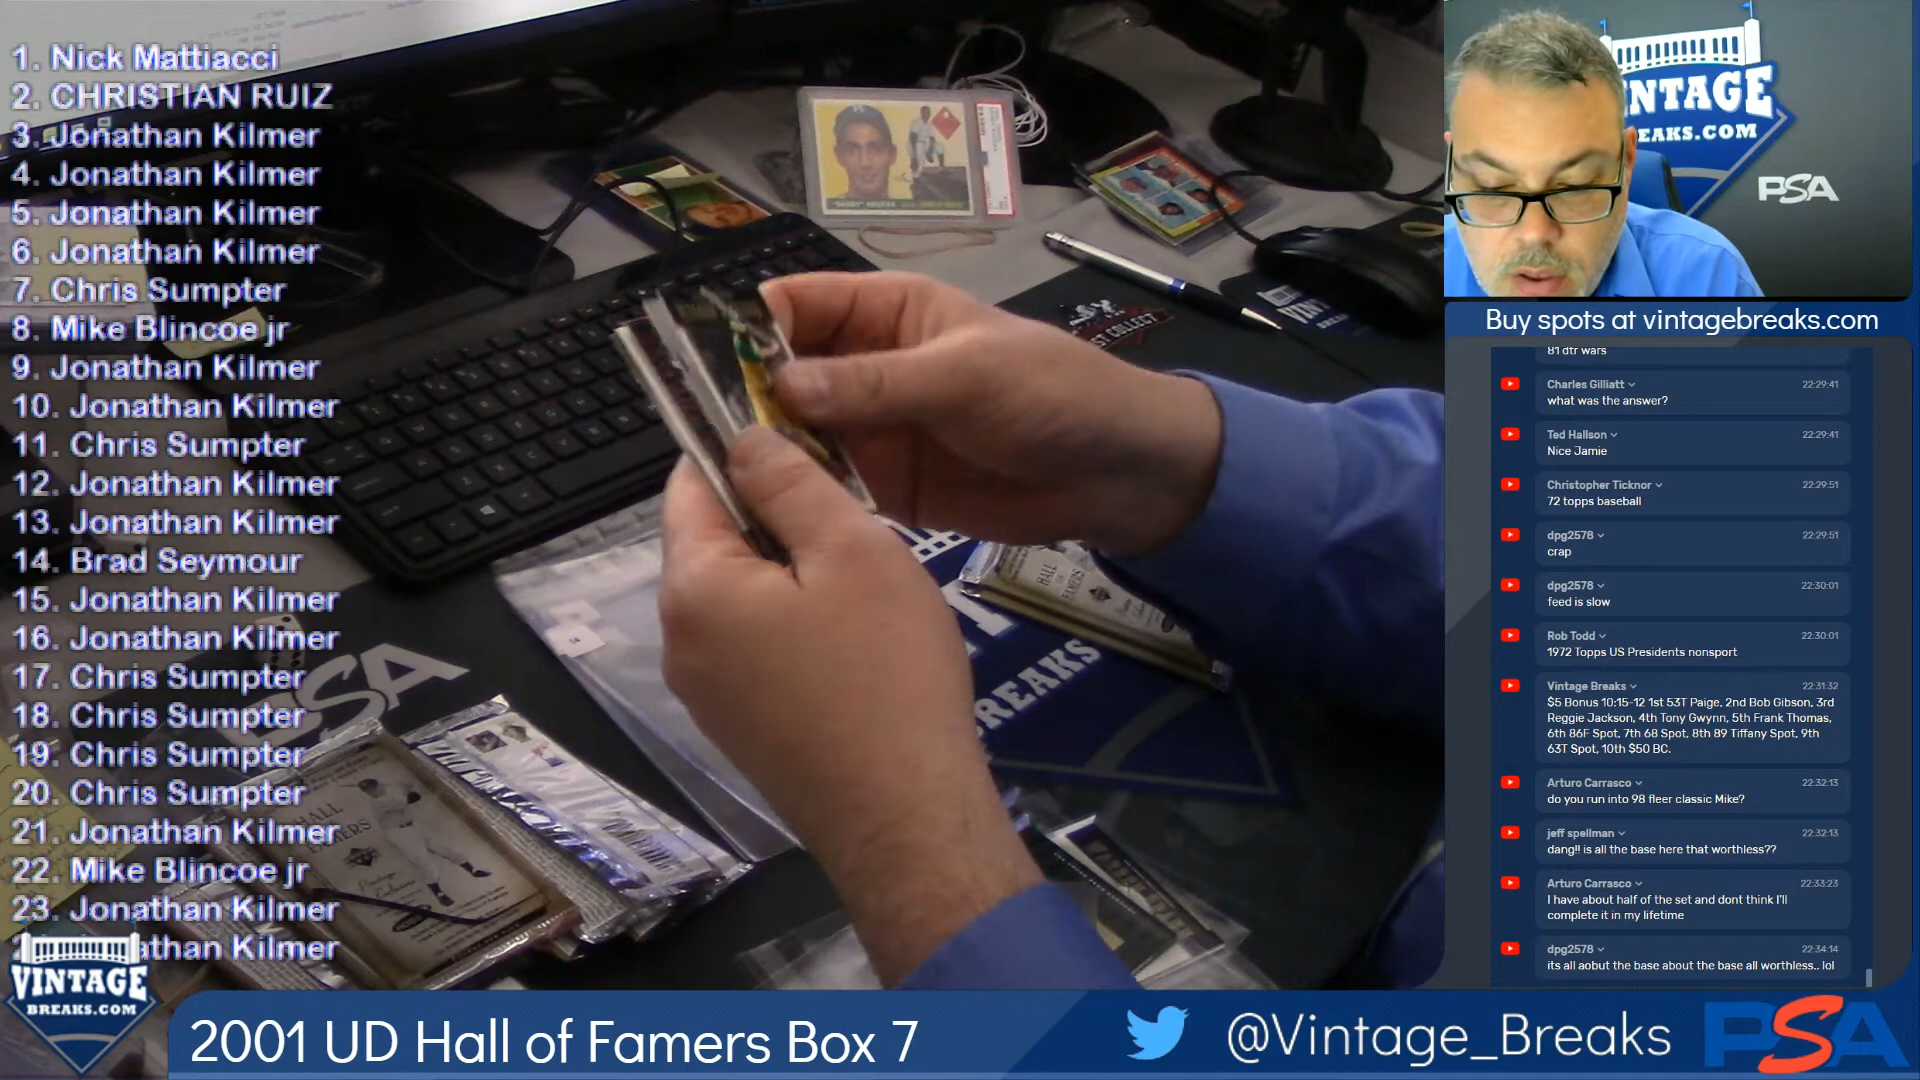 1. Nick Mattiacci
2. CHRISTIAN RUIZ
3. Jonathan Kilmer
4. Jonathan Kilmer
5. Jonathan Kilmer
6. Jonathan Kilmer
7. Chris Sumpter
8. Mike Blincoe jr
9. Jonathan Kilmer
10. Jonathan Kilmer
11. Chris Sumpter
12. Jonathan Kilmer
13. Jonathan Kilmer
14. Brad Seymour
15. Jonathan Kilmer
16. Jonathan Kilmer
17. Chris Sumpter
18. Chris Sumpter
19. Chris Sumpter
20. Chris Sumpter
21. Jonathan Kilmer
22. Mike Blincoe jr
23. Jonathan Kilmer
athan Kilmer
VINTAGE
BREAKS.COM
PSA
HALL
FAMERS
BREAKS
HALL
OF
FAMERS
COLLECT
NTAGE
EAKS.COM
PSA
Buy spots at vintagebreaks.com
81 dtr wars
Charles Gilliatt 22:29:41
what was the answer?
Ted Hallson 22:29:41
Nice Jamie
Christopher Ticknor 22:29:51
72 topps baseball
dpg2578 22:29:51
crap
dpg2578 22:30:01
feed is slow
Rob Todd 22:30:01
1972 Topps US Presidents nonsport
Vintage Breaks 22:31:32
$5 Bonus 10:15-12 1st 53T Paige, 2nd Bob Gibson, 3rd
Reggie Jackson, 4th Tony Gwynn, 5th Frank Thomas,
6th 86F Spot, 7th 68 Spot, 8th 89 Tiffany Spot, 9th
63T Spot, 10th $50 BC.
Arturo Carrasco 22:32:13
do you run into 98 fleer classic Mike?
jeff spellman 22:32:13
dang!! is all the base here that worthless??
Arturo Carrasco 22:33:23
I have about half of the set and dont think I'll
complete it in my lifetime
dpg2578 22:34:14
its all aobut the base about the base all worthless.. lol
2001 UD Hall of Famers Box 7
@Vintage_Breaks
PSA